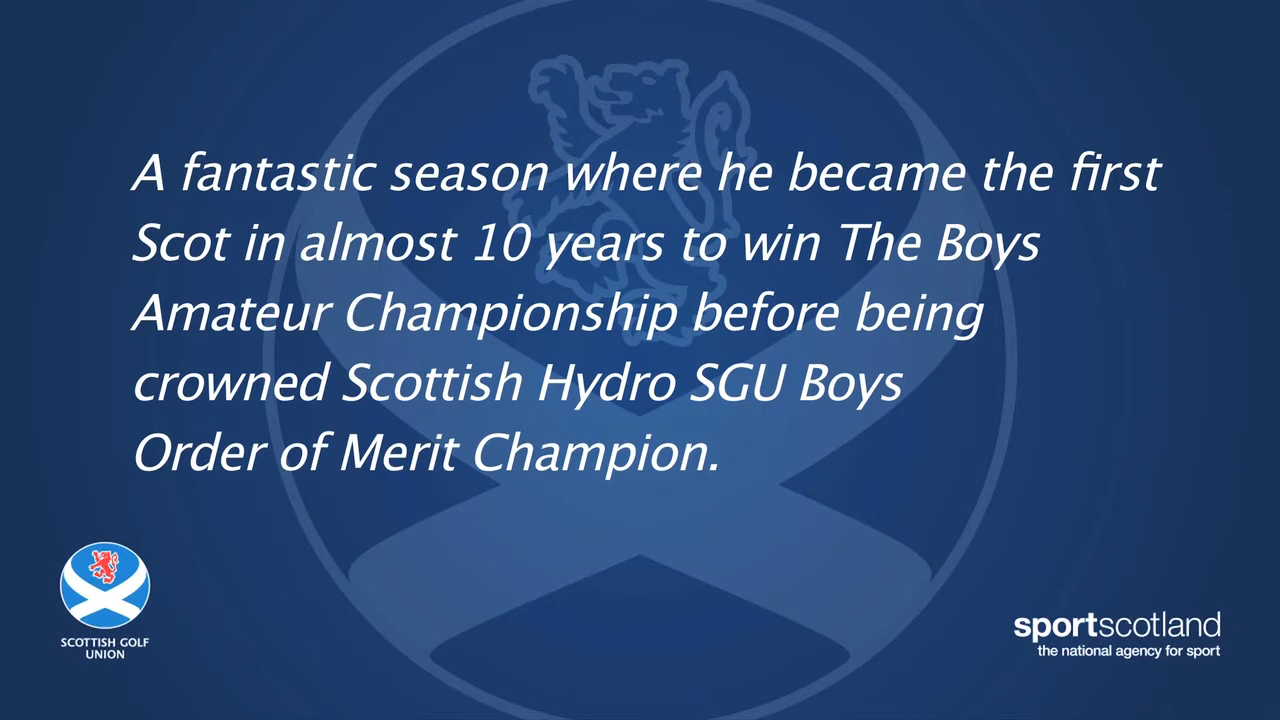 A fantastic season where he became the first
Scot in almost 10 years to win The Boys
Amateur Championship before being
crowned Scottish Hydro SGU Boys
Order of Merit Champion.
SCOTTISH GOLF
UNION
sportscotland
the national agency for sport